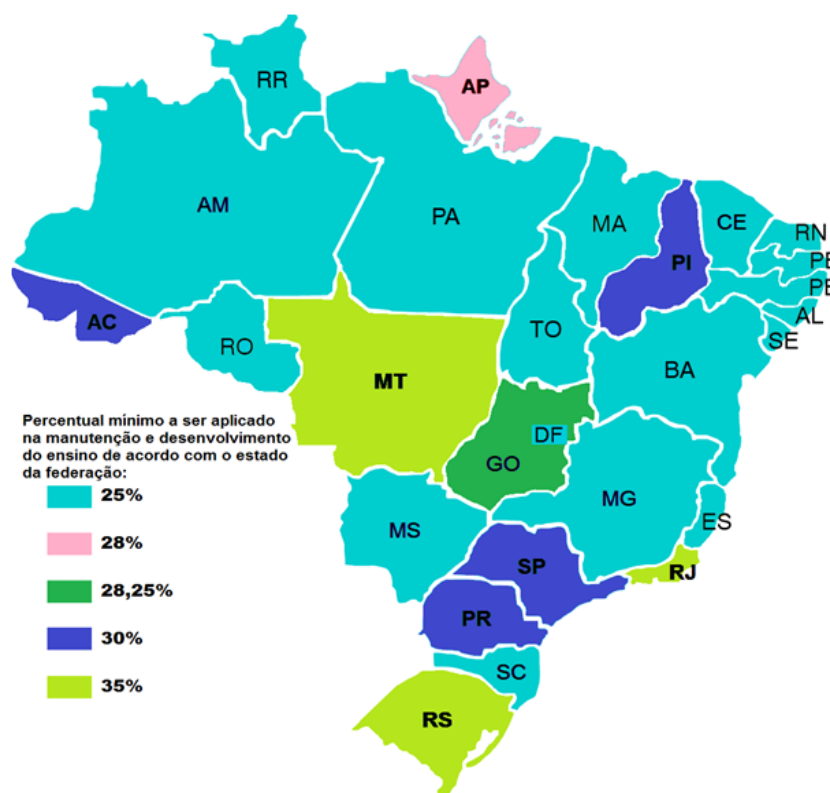 RR
AP
AM
PA
MA
CE
RN
PI
PE
AL
AC
TO
SE
RO
BA
MT
Percentual mínimo a ser aplicado
na manutenção e desenvolvimento
do ensino de acordo com o estado
da federação:
DF
GO
25%
MG
ES
MS
28%
SP
RJ
28,25%
PR
30%
SC
35%
RS